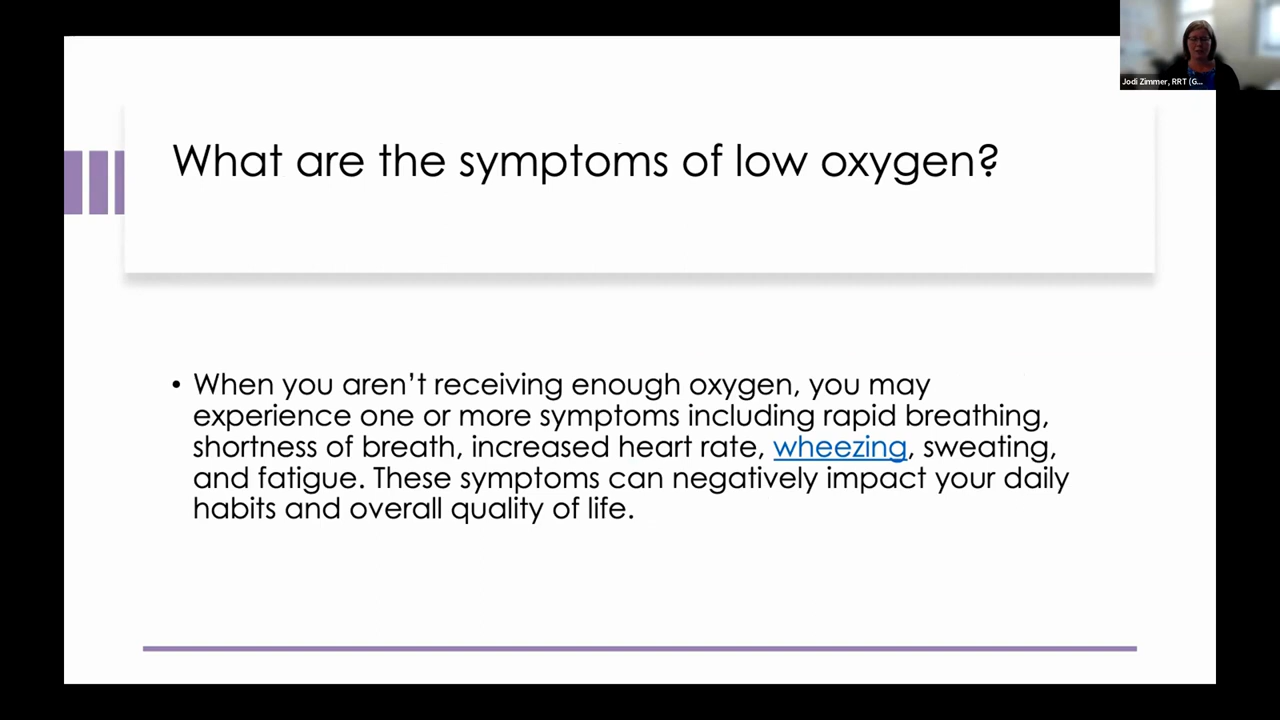 Jodi Zimmer, RRT (G...
What are the symptoms of low oxygen?
• When you aren’t receiving enough oxygen, you may
experience one or more symptoms including rapid breathing,
shortness of breath, increased heart rate, wheezing, sweating,
and fatigue. These symptoms can negatively impact your daily
habits and overall quality of life.